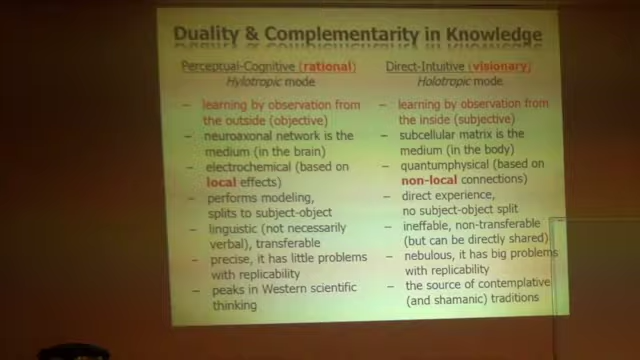 Duality & Complementarity in Knowledge
Perceptual-Cognitive (rational)
Hylotropic mode
– learning by observation from
the outside (objective)
– neuroaxonal network is the
medium (in the brain)
– electrochemical (based on
local effects)
– performs modeling,
splits to subject-object
– linguistic (not necessarily
verbal), transferable
– precise, it has little problems
with replicability
– peaks in Western scientific
thinking
Direct-Intuitive (visionary)
Holotropic mode
– learning by observation from
the inside (subjective)
– subcellular matrix is the
medium (in the body)
– quantumphysical (based on
non-local connections)
– direct experience,
no subject-object split
– ineffable, non-transferable
(but can be directly shared)
– nebulous, it has big problems
with replicability
– the source of contemplative
(and shamanic) traditions